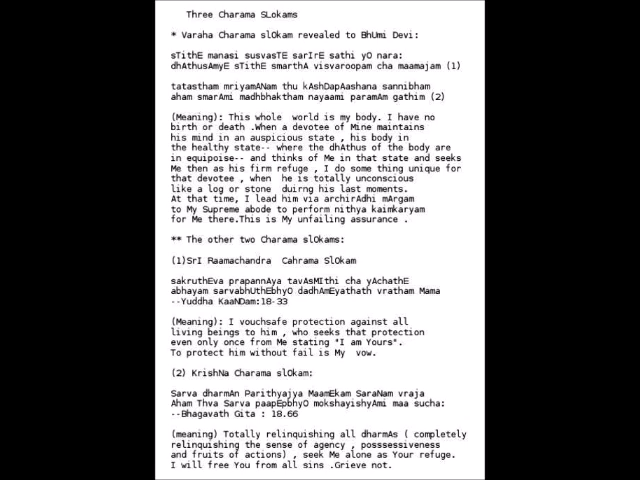 Three Charama SLokams
* Varaha Charama slOkam revealed to BhUmi Devi:
sTithE manasi susvasTE sarIrE sathi yO nara:
dhAthusAmyE sTithE smarthA visvaroopam cha maamajam (1)
tatastham mriyamANam thu kAshDapAashana sannibham
aham smarAmi madhbhaktham nayaami paramAm gathim (2)
(Meaning): This whole  world is my body. I have no
birth or death .When a devotee of Mine maintains
his mind in an auspicious state , his body in
the healthy state-- where the dhAthus of the body are
in equipoise-- and thinks of Me in that state and seeks
Me then as his firm refuge , I do some thing unique for
that devotee , when  he is totally unconscious
like a log or stone  duirng his last moments.
At that time, I lead him via archirAdhi mArgam
to My Supreme abode to perform nithya kaimkaryam
for Me there.This is My unfailing assurance .
** The other two Charama slOkams:
(1)SrI Raamachandra  Cahrama SlOkam
sakruthEva prapannAya tavAsMIthi cha yAchathE
abhayam sarvabhUthEbhyO dadhAmEyathath vratham Mama
--Yuddha KaaNDam:18-33
(Meaning): I vouchsafe protection against all
living beings to him , who seeks that protection
even only once from Me stating "I am Yours".
To protect him without fail is My  vow.
(2) KrishNa Charama slOkam:
Sarva dharmAn Parithyajya MaamEkam SaraNam vraja
Aham Thva Sarva paapEpbhyO mokshayishyAmi maa sucha:
--Bhagavath Gita : 18.66
(meaning) Totally relinquishing all dharmAs ( completely
relinquishing the sense of agency , posssessiveness
and fruits of actions) , seek Me alone as Your refuge.
I will free You from all sins .Grieve not.